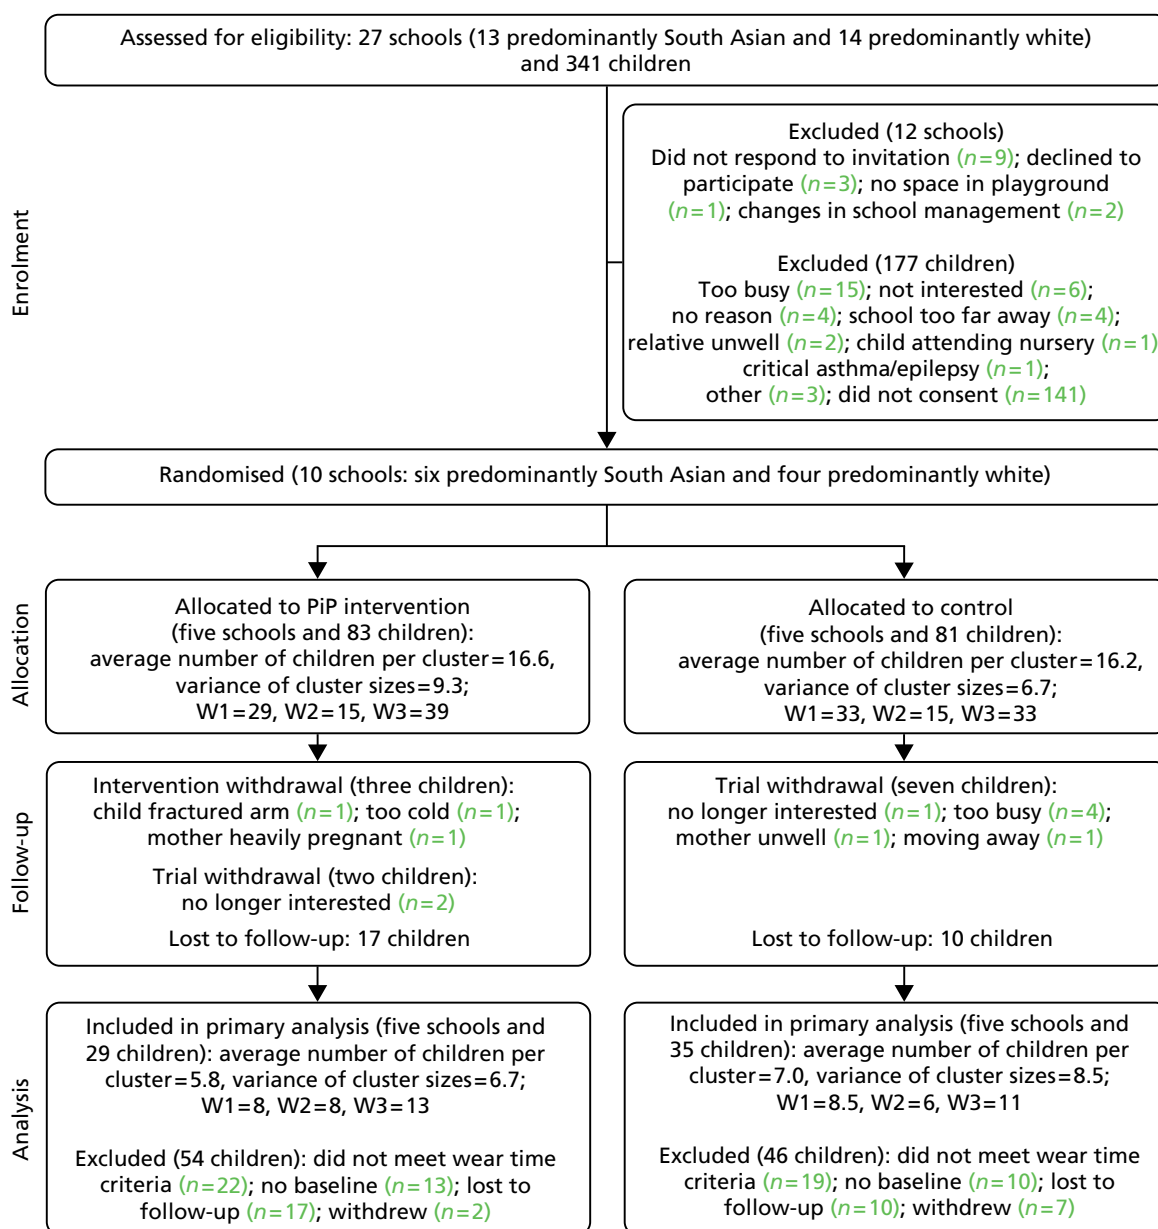 Assessed for eligibility: 27 schools (13 predominantly South Asian and 14 predominantly white)
and 341 children
Enrolment
Excluded (12 schools)
Did not respond to invitation (n=9); declined to
participate (n=3); no space in playground
(n=1); changes in school management (n=2)
Excluded (177 children)
Too busy (n=15); not interested (n=6);
no reason (n=4); school too far away (n=4);
relative unwell (n=2); child attending nursery (n=1)
critical asthma/epilepsy (n=1);
other (n=3); did not consent (n=141)
Randomised (10 schools: six predominantly South Asian and four predominantly white)
Allocation
Allocated to PiP intervention
(five schools and 83 children):
average number of children per cluster=16.6,
variance of cluster sizes=9.3;
W1=29, W2=15, W3=39
Allocated to control
(five schools and 81 children):
average number of children per cluster=16.2,
variance of cluster sizes=6.7;
W1=33, W2=15, W3=33
Follow-up
Intervention withdrawal (three children):
child fractured arm (n=1); too cold (n=1);
mother heavily pregnant (n=1)
Trial withdrawal (two children):
no longer interested (n=2)
Lost to follow-up: 17 children
Trial withdrawal (seven children):
no longer interested (n=1); too busy (n=4);
mother unwell (n=1); moving away (n=1)
Lost to follow-up: 10 children
Analysis
Included in primary analysis (five schools and
29 children): average number of children per
cluster=5.8, variance of cluster sizes=6.7;
W1=8, W2=8, W3=13
Excluded (54 children): did not meet wear time
criteria (n=22); no baseline (n=13); lost to
follow-up (n=17); withdrew (n=2)
Included in primary analysis (five schools and
35 children): average number of children per
cluster=7.0, variance of cluster sizes=8.5;
W1=8.5, W2=6, W3=11
Excluded (46 children): did not meet wear time
criteria (n=19); no baseline (n=10); lost to
follow-up (n=10); withdrew (n=7)